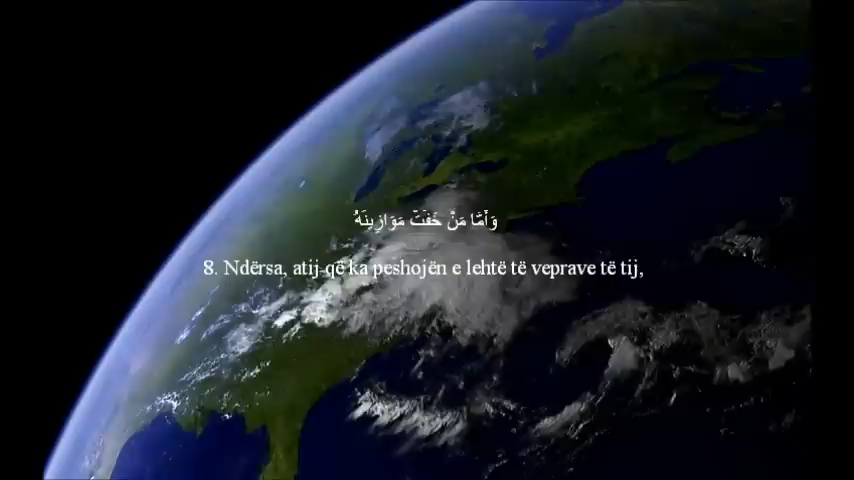 وَأَمَّا مَنْ خَفَّتْ مَوَازِينُهُ
8. Ndërsa, atij që ka peshojën e lehtë të veprave të tij,